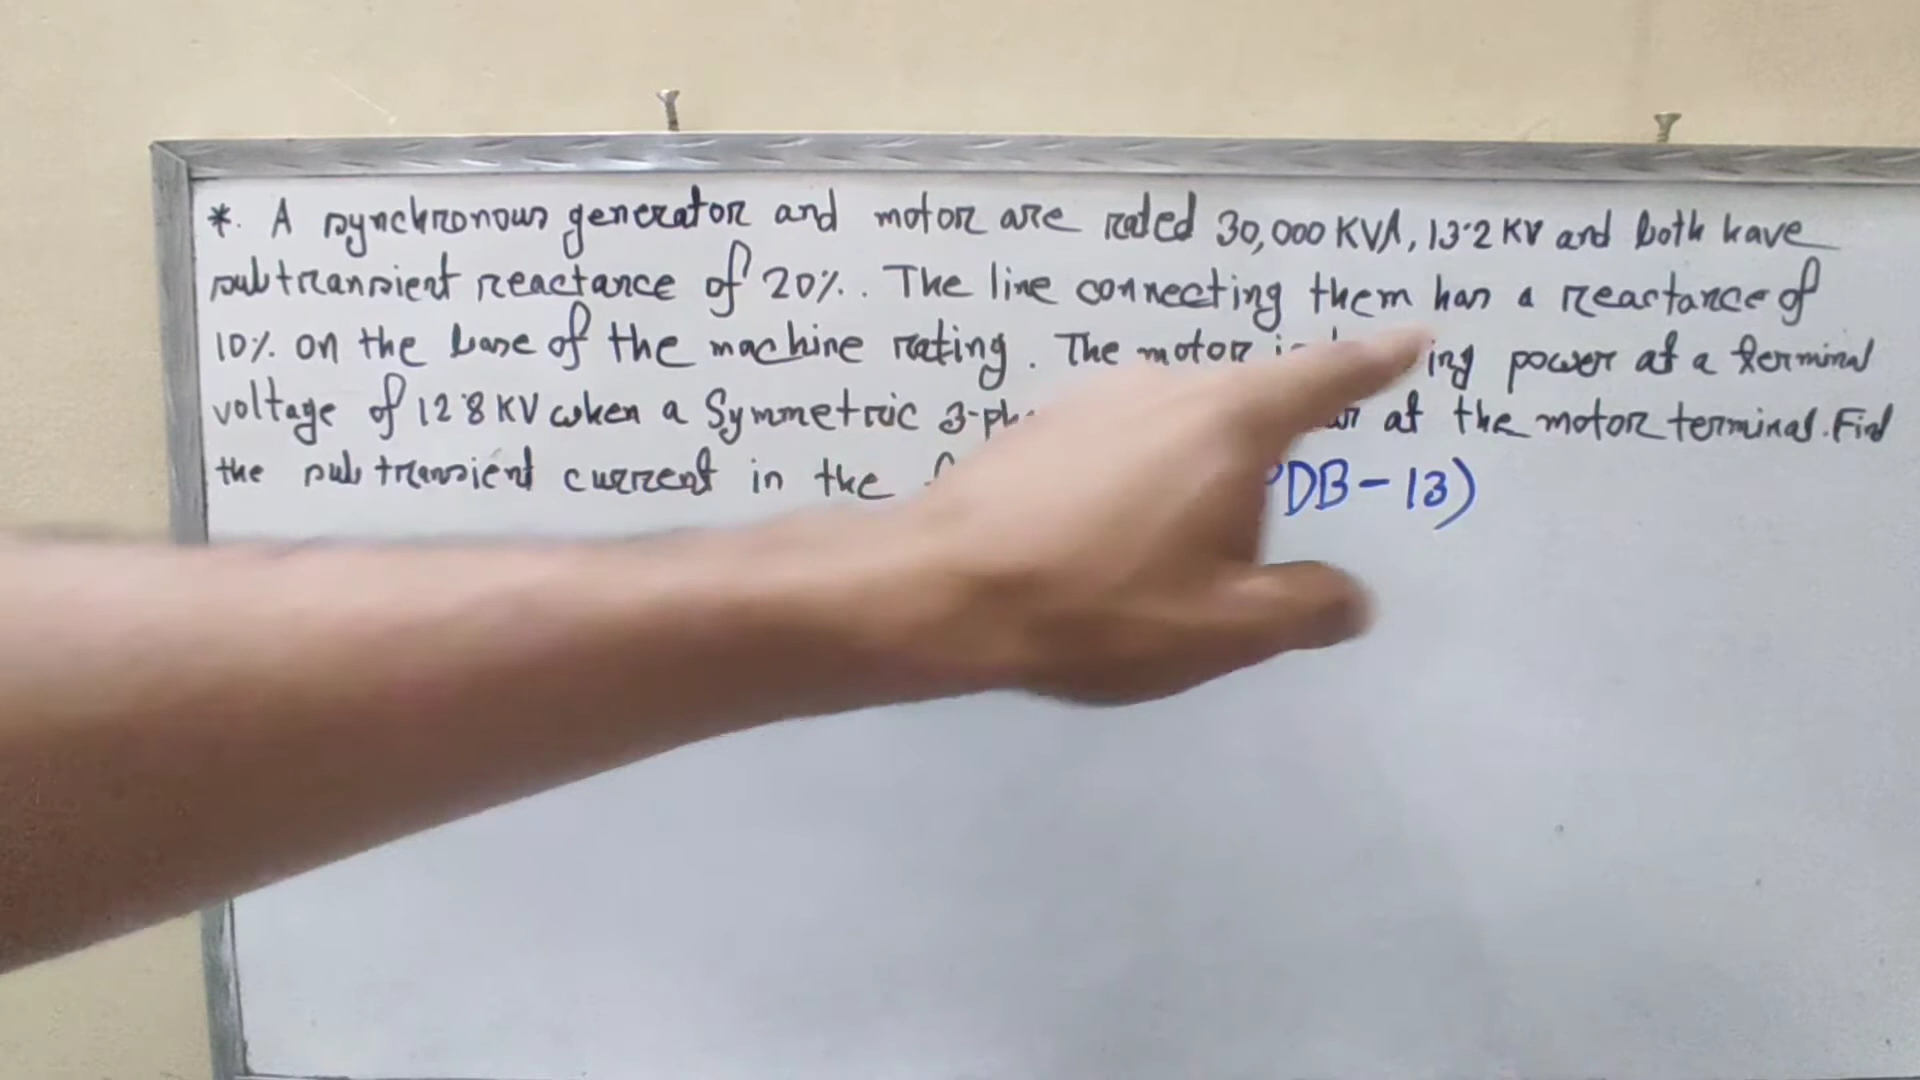 *. A synchronous generator and motor are rated 30,000 KVA, 13.2 KV and both have
subtransient reactance of 20%. The line connecting them has a reactance of
10% on the base of the machine rating. The motor ing power at a terminal
voltage of 12.8 KV when a Symmetric 3-ph at the motor terminal. Find
the sub transient current in the PDB-13)